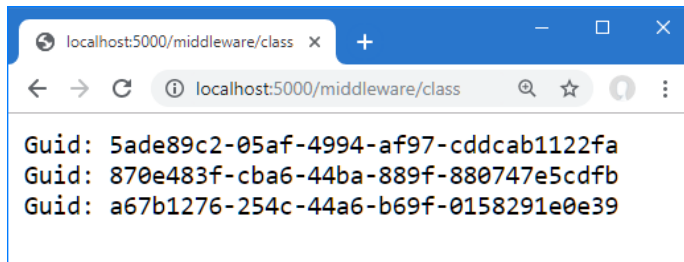 localhost:5000/middleware/class
localhost:5000/middleware/class
Guid: 5ade89c2-05af-4994-af97-cddcab1122fa
Guid: 870e483f-cba6-44ba-889f-880747e5cdfb
Guid: a67b1276-254c-44a6-b69f-0158291e0e39